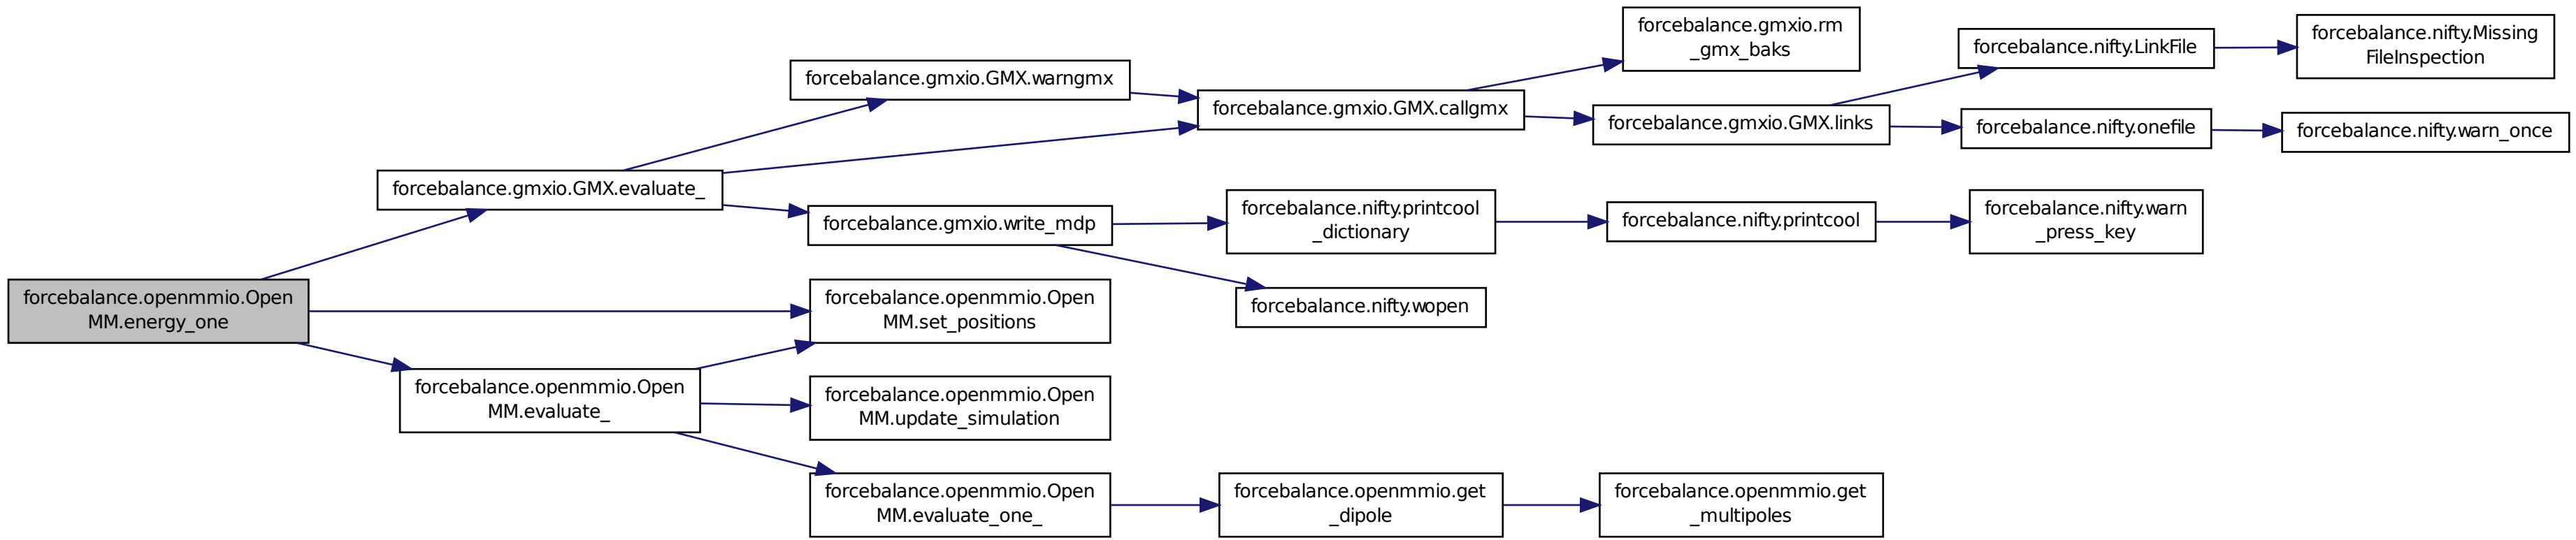 forcebalance.openmmio.Open
MM.energy_one
forcebalance.gmxio.GMX.evaluate_
forcebalance.openmmio.Open
MM.evaluate_
forcebalance.gmxio.GMX.warngmx
forcebalance.gmxio.write_mdp
forcebalance.openmmio.Open
MM.set_positions
forcebalance.openmmio.Open
MM.update_simulation
forcebalance.openmmio.Open
MM.evaluate_one_
forcebalance.gmxio.GMX.callgmx
forcebalance.nifty.printcool
_dictionary
forcebalance.nifty.wopen
forcebalance.openmmio.get
_dipole
forcebalance.gmxio.rm
_gmx_baks
forcebalance.gmxio.GMX.links
forcebalance.nifty.printcool
forcebalance.openmmio.get
_multipoles
forcebalance.nifty.LinkFile
forcebalance.nifty.onefile
forcebalance.nifty.warn
_press_key
forcebalance.nifty.Missing
FileInspection
forcebalance.nifty.warn_once